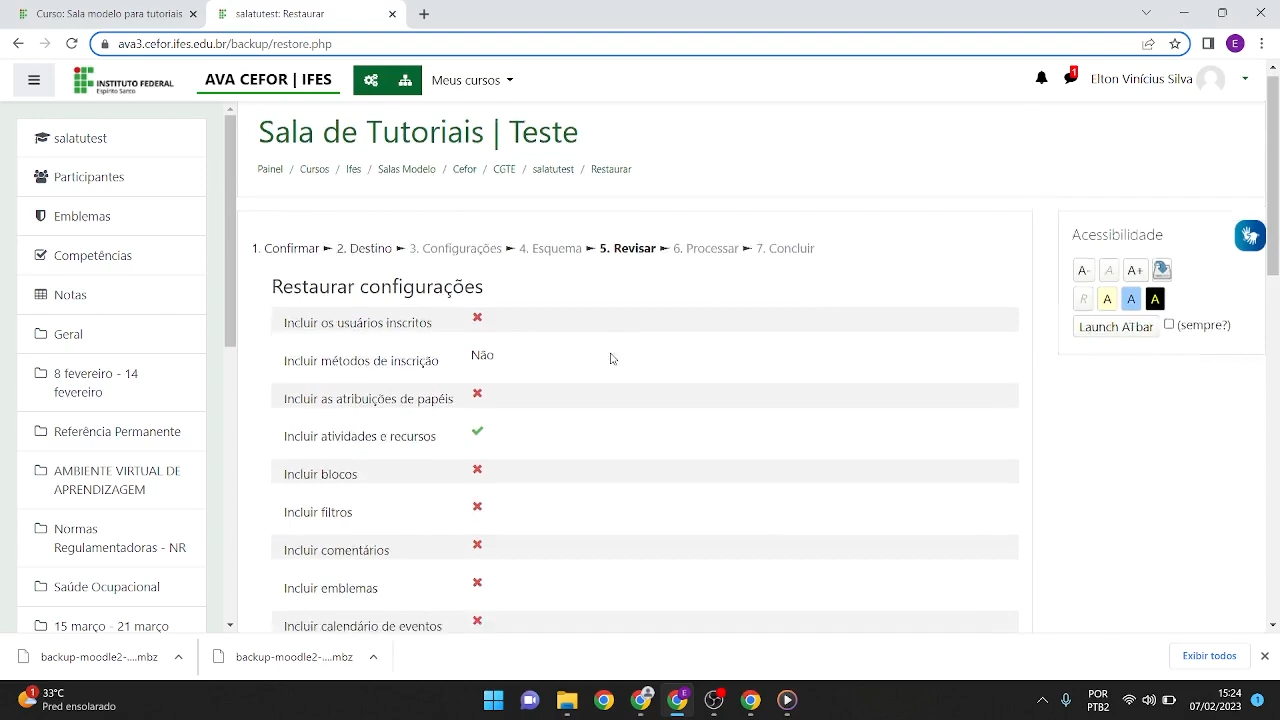 Curso: Sala modelo para tutoriais
salatutest: Restaurar
ava3.cefor.ifes.edu.br/backup/restore.php
E
INSTITUTO FEDERAL
Espírito Santo
AVA CEFOR | IFES
Meus cursos
1
Elton Vinícius Silva
salatutest
Participantes
Emblemas
Competências
Notas
Geral
8 fevereiro - 14
fevereiro
Referência Permanente
AMBIENTE VIRTUAL DE
APRENDIZAGEM
Normas
Regulamentadoras - NR
Saúde Ocupacional
15 março - 21 março
Sala de Tutoriais | Teste
Painel / Cursos / Ifes / Salas Modelo / Cefor / CGTE / salatutest / Restaurar
1. Confirmar ► 2. Destino ► 3. Configurações ► 4. Esquema ► 5. Revisar ► 6. Processar ► 7. Concluir
Restaurar configurações
Incluir os usuários inscritos
Incluir métodos de inscrição Não
Incluir as atribuições de papéis
Incluir atividades e recursos
Incluir blocos
Incluir filtros
Incluir comentários
Incluir emblemas
Incluir calendário de eventos
Acessibilidade
A- A A+
R A A A
Launch ATbar (sempre?)
backup-moodle2-....mbz
backup-moodle2-....mbz
Exibir todos
1
33°C
Pred ensolarado
E
POR
PTB2
15:24
07/02/2023
1